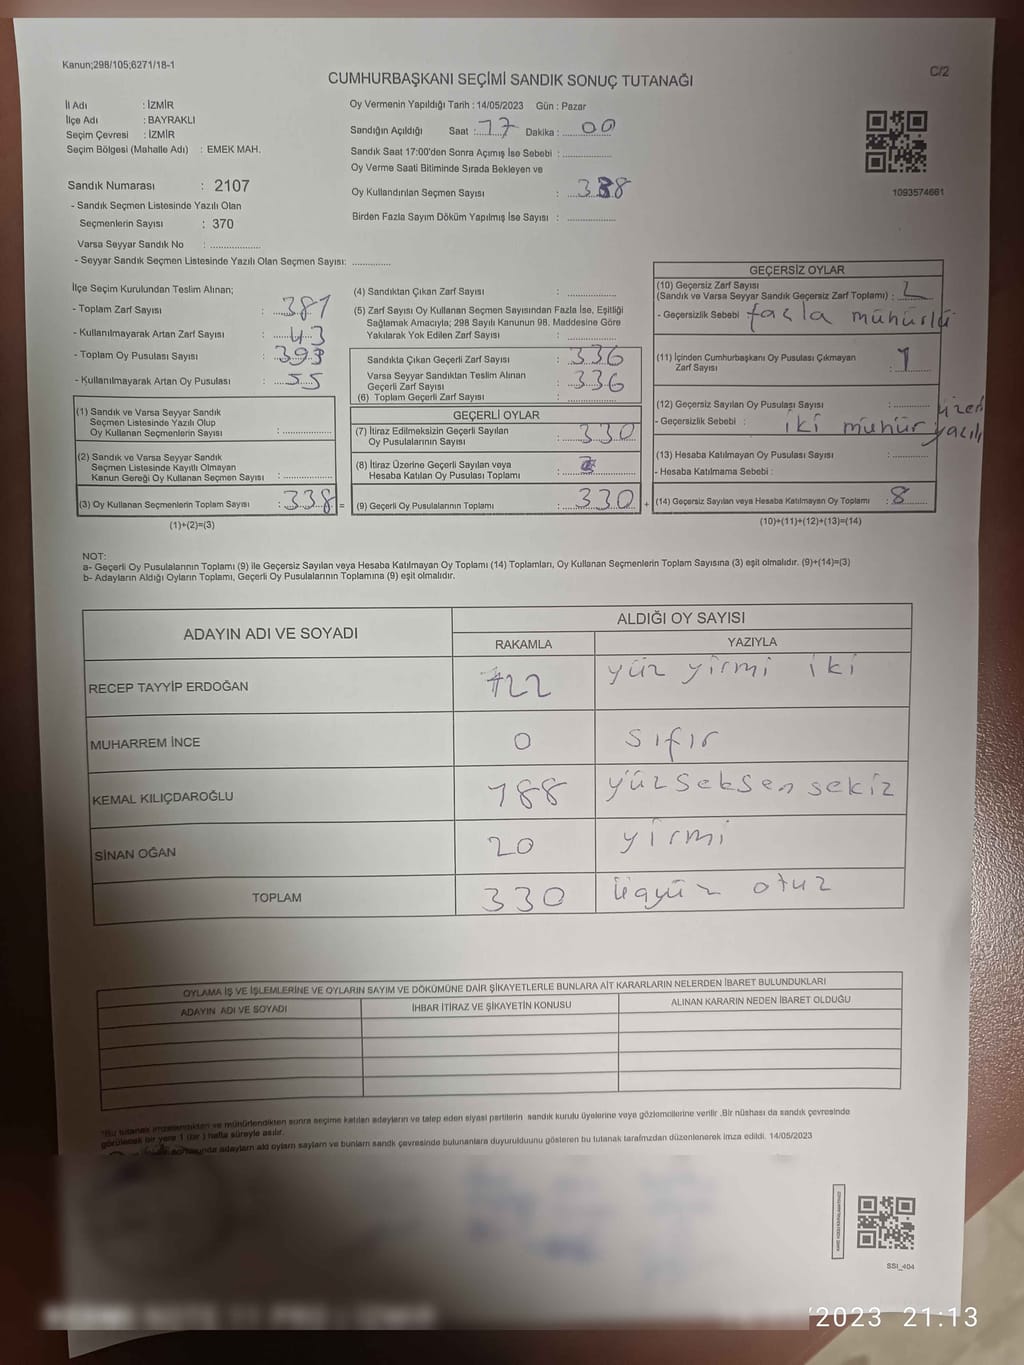 Kanun;298/105;6271/18-1
C/2
CUMHURBAŞKANI SEÇİMİ SANDIK SONUÇ TUTANAĞI
İl Adı : İZMİR
İlçe Adı : BAYRAKLI
Seçim Çevresi : İZMİR
Seçim Bölgesi (Mahalle Adı) : EMEK MAH.
Sandık Numarası : 2107
- Sandık Seçmen Listesinde Yazılı Olan
Seçmenlerin Sayısı : 370
Varsa Seyyar Sandık No : ..................
- Seyyar Sandık Seçmen Listesinde Yazılı Olan Seçmen Sayısı: ..............
Oy Vermenin Yapıldığı Tarih : 14/05/2023 Gün : Pazar
Sandığın Açıldığı Saat : 17 Dakika : 00
Sandık Saat 17:00'den Sonra Açımış İse Sebebi : ..................
Oy Verme Saati Bitiminde Sırada Bekleyen ve
Oy Kullandırılan Seçmen Sayısı : 338
Birden Fazla Sayım Döküm Yapılmış İse Sayısı : ..................
1093574661
İlçe Seçim Kurulundan Teslim Alınan;
- Toplam Zarf Sayısı : 381
- Kullanılmayarak Artan Zarf Sayısı : 43
- Toplam Oy Pusulası Sayısı : 393
- Kullanılmayarak Artan Oy Pusulası : 55
(1) Sandık ve Varsa Seyyar Sandık
Seçmen Listesinde Yazılı Olup
Oy Kullanan Seçmenlerin Sayısı : ..................
(2) Sandık ve Varsa Seyyar Sandık
Seçmen Listesinde Kayıtlı Olmayan
Kanun Gereği Oy Kullanan Seçmen Sayısı : ..................
(3) Oy Kullanan Seçmenlerin Toplam Sayısı : 338 =
(1)+(2)=(3)
(4) Sandıktan Çıkan Zarf Sayısı : ..................
(5) Zarf Sayısı Oy Kullanan Seçmen Sayısından Fazla İse, Eşitliği
Sağlamak Amacıyla; 298 Sayılı Kanunun 98. Maddesine Göre
Yakılarak Yok Edilen Zarf Sayısı : ..................
Sandıkta Çıkan Geçerli Zarf Sayısı : 336
Varsa Seyyar Sandıktan Teslim Alınan
Geçerli Zarf Sayısı : 336
(6) Toplam Geçerli Zarf Sayısı : ..................
GEÇERLİ OYLAR
(7) İtiraz Edilmeksizin Geçerli Sayılan
Oy Pusulalarının Sayısı : 330
(8) İtiraz Üzerine Geçerli Sayılan veya
Hesaba Katılan Oy Pusulası Toplamı :
(9) Geçerli Oy Pusulalarının Toplamı : 330 +
GEÇERSİZ OYLAR
(10) Geçersiz Zarf Sayısı
(Sandık ve Varsa Seyyar Sandık Geçersiz Zarf Toplamı) :
- Geçersizlik Sebebi : fazla mühürlü
(11) İçinden Cumhurbaşkanı Oy Pusulası Çıkmayan
Zarf Sayısı : 1
(12) Geçersiz Sayılan Oy Pusulası Sayısı : ..............
- Geçersizlik Sebebi : iki mühür
(13) Hesaba Katılmayan Oy Pusulası Sayısı : ..............
- Hesaba Katılmama Sebebi :
(14) Geçersiz Sayılan veya Hesaba Katılmayan Oy Toplamı : 8
(10)+(11)+(12)+(13)=(14)
NOT:
a- Geçerli Oy Pusulalarının Toplamı (9) ile Geçersiz Sayılan veya Hesaba Katılmayan Oy Toplamı (14) Toplamları, Oy Kullanan Seçmenlerin Toplam Sayısına (3) eşit olmalıdır. (9)+(14)=(3)
b- Adayların Aldığı Oyların Toplamı, Geçerli Oy Pusulalarının Toplamına (9) eşit olmalıdır.
ADAYIN ADI VE SOYADI
ALDIĞI OY SAYISI
RAKAMLA YAZIYLA
RECEP TAYYİP ERDOĞAN 122 yüz yirmi iki
MUHARREM İNCE 0 sıfır
KEMAL KILIÇDAROĞLU 188 yüzseksensekiz
SİNAN OĞAN 20 yirmi
TOPLAM 330 üçyüz otuz
OYLAMA İŞ VE İŞLEMLERİNE VE OYLARIN SAYIM VE DÖKÜMÜNE DAİR ŞİKAYETLERLE BUNLARA AİT KARARLARIN NELERDEN İBARET BULUNDUKLARI
ADAYIN ADI VE SOYADI İHBAR İTİRAZ VE ŞİKAYETİN KONUSU ALINAN KARARIN NEDEN İBARET OLDUĞU
"Bu tutanak imzalandıktan ve mühürlendikten sonra seçime katılan adayların ve talep eden siyasi partilerin sandık kurulu üyelerine veya gözlemcilerine verilir .Bir nüshası da sandık çevresinde
görülecek bir yere 1 (Bir ) hafta süreyle asılır.
adayların aldı oyların sayların ve bunların sandık çevresinde bulunanlara duyurulduunu gösteren bu tutanak tarafmzdan düzenlenerek imza edildi. 14/05/2023
SSI_404
2023 21:13